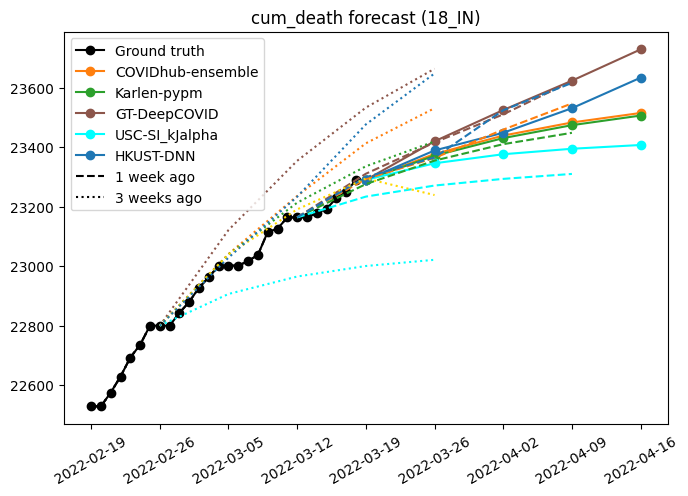 cum_death forecast (18_IN)
Ground truth
COVIDhub-ensemble
Karlen-pypm
GT-DeepCOVID
USC-SI_kJalpha
HKUST-DNN
1 week ago
3 weeks ago
23600
23400
23200
23000
22800
22600
2022-02-19
2022-02-26
2022-03-05
2022-03-12
2022-03-19
2022-03-26
2022-04-02
2022-04-09
2022-04-16